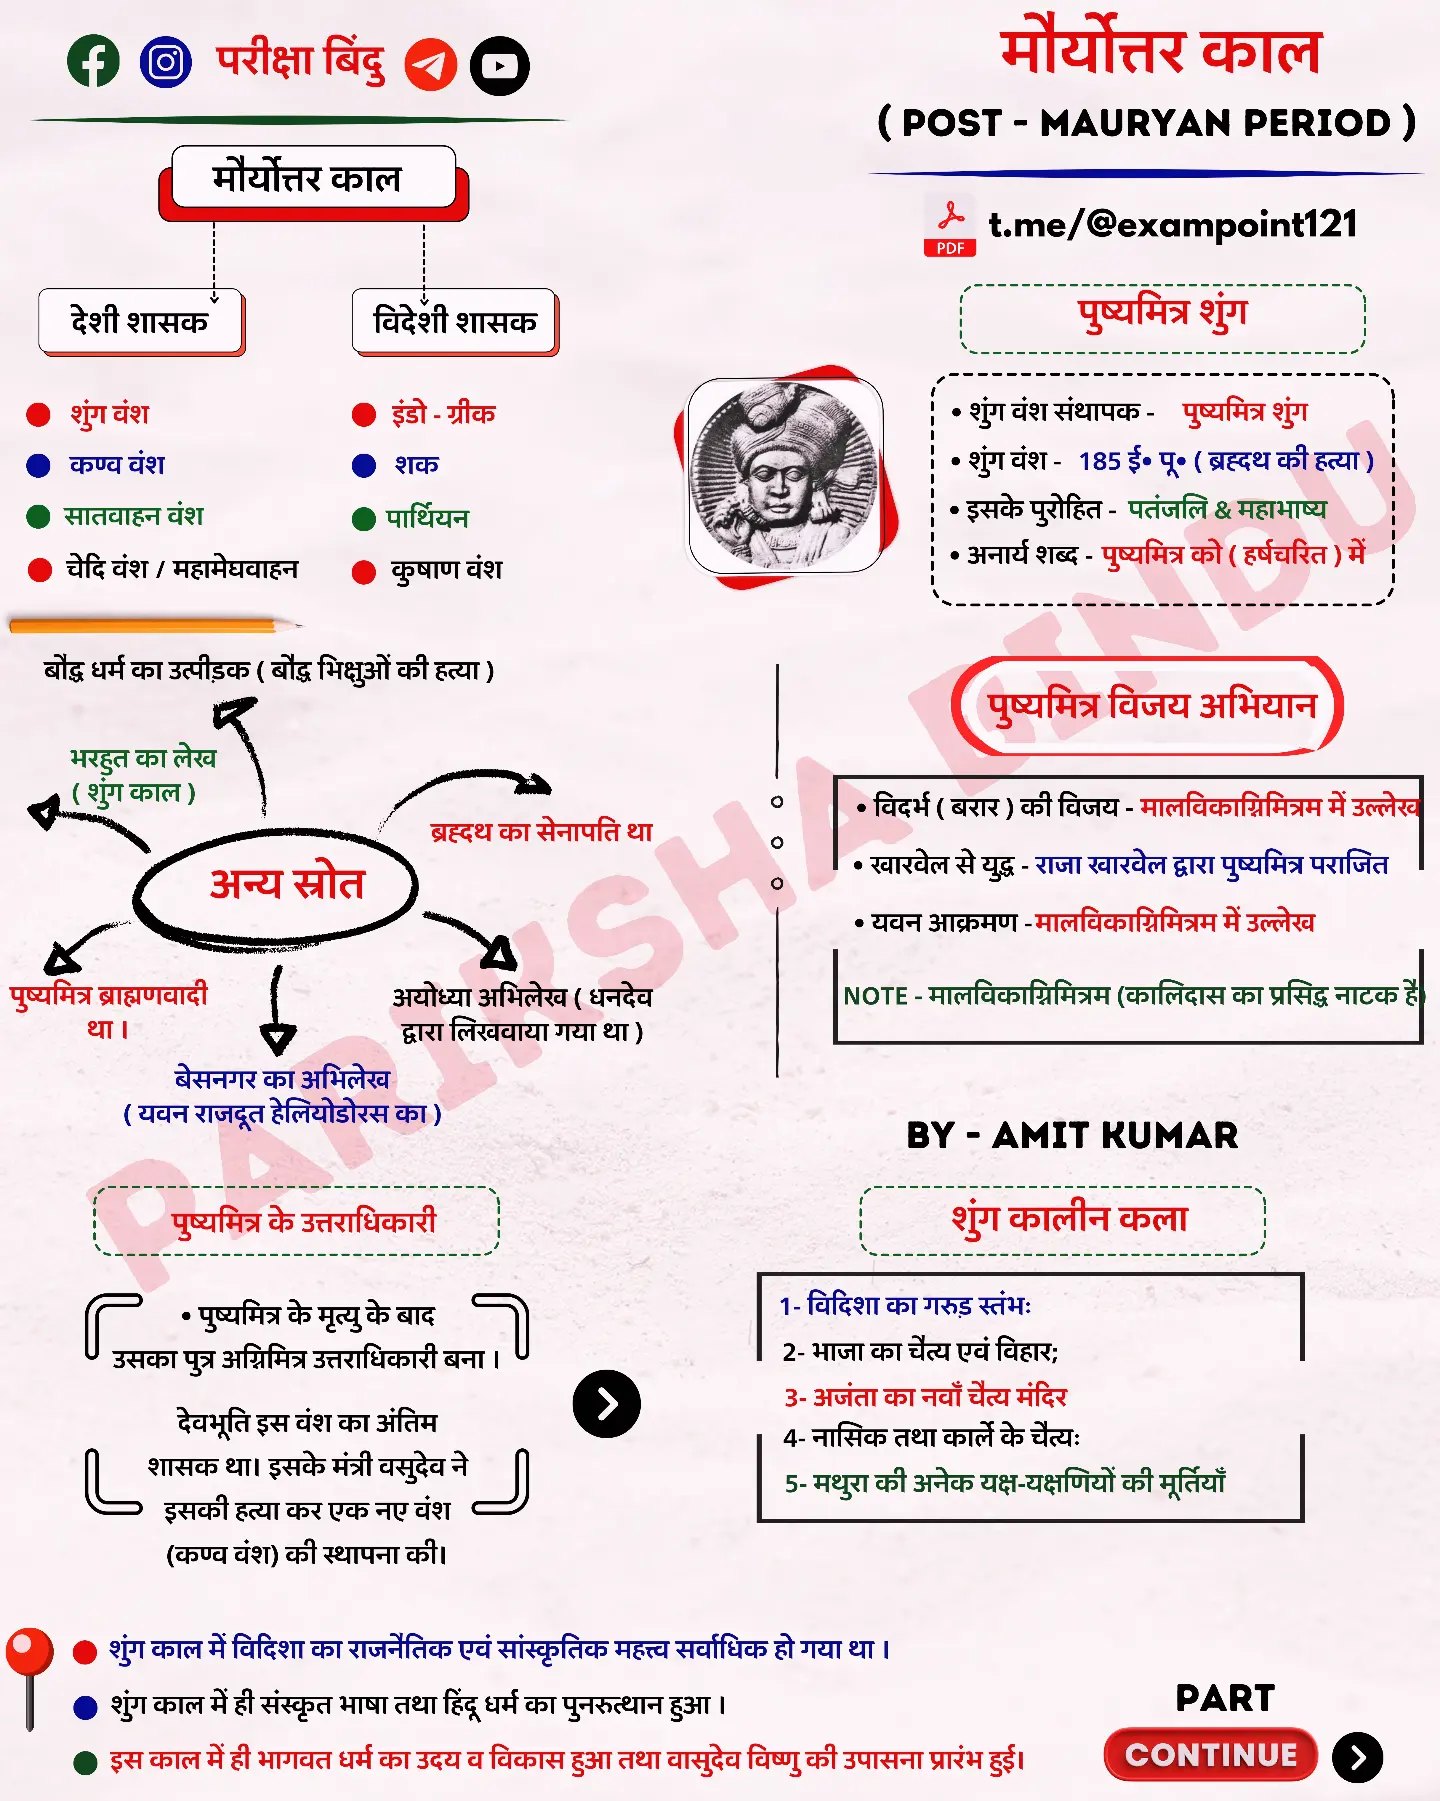 परीक्षा बिंदु
मौर्योत्तर काल
( POST - MAURYAN PERIOD )
PDF t.me/@exampoint121
मौर्योत्तर काल
देशी शासक
शुंग वंश
कण्व वंश
सातवाहन वंश
चेदि वंश / महामेघवाहन
विदेशी शासक
इंडो - ग्रीक
शक
पार्थियन
कुषाण वंश
पुष्यमित्र शुंग
• शुंग वंश संथापक - पुष्यमित्र शुंग
• शुंग वंश - 185 ई• पू• ( ब्रह्दथ की हत्या )
• इसके पुरोहित - पतंजलि & महाभाष्य
• अनार्य शब्द - पुष्यमित्र को ( हर्षचरित ) में
बौद्ध धर्म का उत्पीड़क ( बौद्ध भिक्षुओं की हत्या )
भरहुत का लेख
( शुंग काल )
ब्रह्दथ का सेनापति था
अन्य स्रोत
पुष्यमित्र ब्राह्मणवादी
था ।
अयोध्या अभिलेख ( धनदेव
द्वारा लिखवाया गया था )
बेसनगर का अभिलेख
( यवन राजदूत हेलियोडोरस का )
पुष्यमित्र विजय अभियान
• विदर्भ ( बरार ) की विजय - मालविकाग्निमित्रम में उल्लेख
• खारवेल से युद्ध - राजा खारवेल द्वारा पुष्यमित्र पराजित
• यवन आक्रमण - मालविकाग्निमित्रम में उल्लेख
NOTE - मालविकाग्निमित्रम (कालिदास का प्रसिद्ध नाटक है)
PARIKSHA BINDU
BY - AMIT KUMAR
पुष्यमित्र के उत्तराधिकारी
• पुष्यमित्र के मृत्यु के बाद
उसका पुत्र अग्निमित्र उत्तराधिकारी बना ।
देवभूति इस वंश का अंतिम
शासक था। इसके मंत्री वसुदेव ने
इसकी हत्या कर एक नए वंश
(कण्व वंश) की स्थापना की।
शुंग कालीन कला
1- विदिशा का गरुड़ स्तंभः
2- भाजा का चैत्य एवं विहार;
3- अजंता का नवाँ चैत्य मंदिर
4- नासिक तथा कार्ले के चैत्यः
5- मथुरा की अनेक यक्ष-यक्षणियों की मूर्तियाँ
शुंग काल में विदिशा का राजनैतिक एवं सांस्कृतिक महत्त्व सर्वाधिक हो गया था ।
शुंग काल में ही संस्कृत भाषा तथा हिंदू धर्म का पुनरुत्थान हुआ ।
इस काल में ही भागवत धर्म का उदय व विकास हुआ तथा वासुदेव विष्णु की उपासना प्रारंभ हुई।
PART
CONTINUE